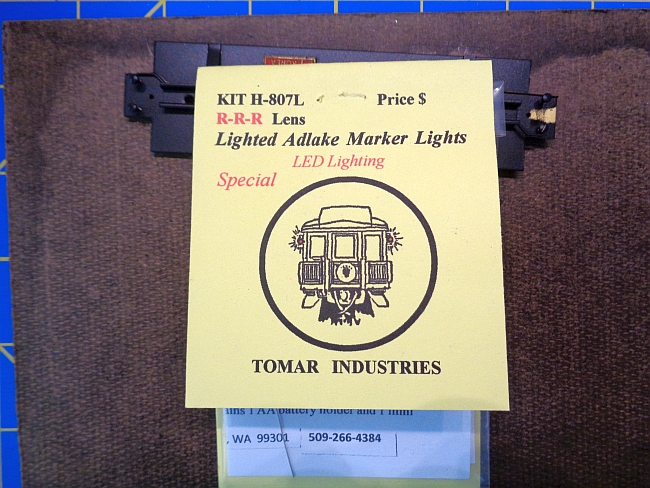 KIT H-807L Price $
R-R-R Lens
Lighted Adlake Marker Lights
LED Lighting
Special
TOMAR INDUSTRIES
ains 1 AA battery holder and 1
, WA 99301 509-266-4384